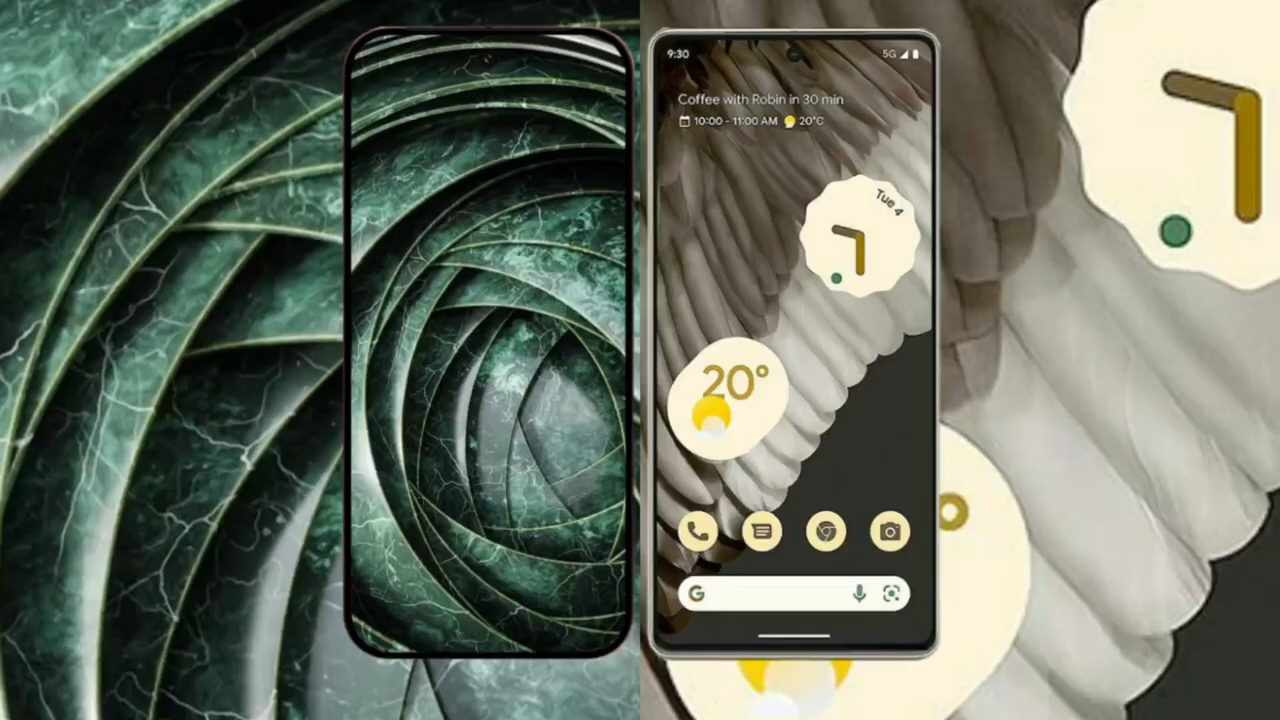 9:30
5G
Coffee with Robin in 30 min
10:00 - 11:00 AM 20°C
Tue 4
20°
G